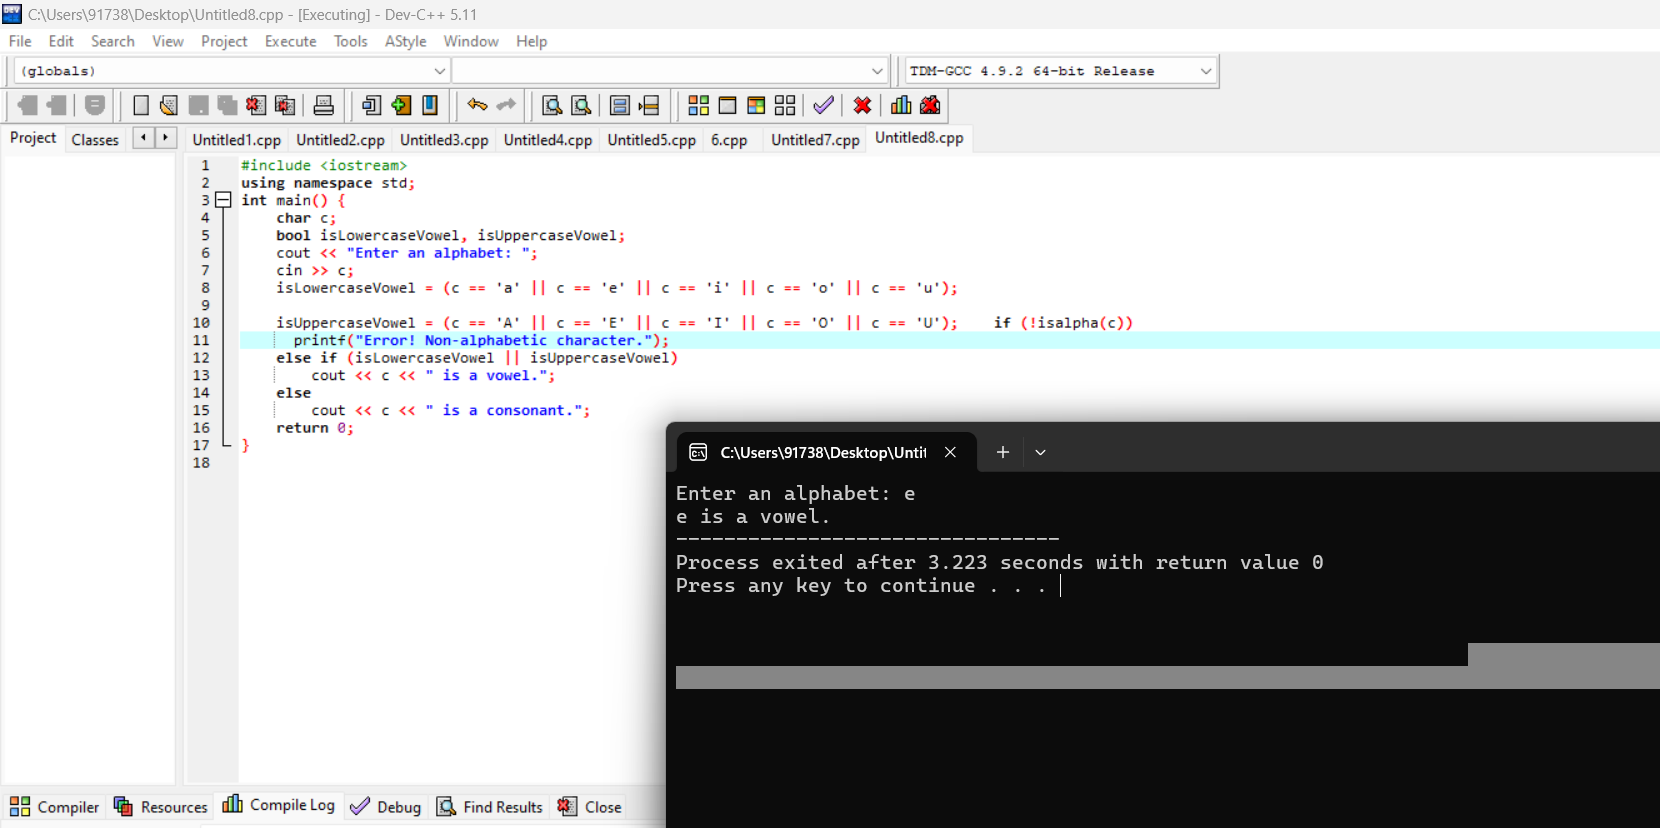 C:\Users\91738\Desktop\Untitled8.cpp - [Executing] - Dev-C++ 5.11
File Edit Search View Project Execute Tools AStyle Window Help
(globals)
TDM-GCC 4.9.2 64-bit Release
Project Classes Untitled1.cpp Untitled2.cpp Untitled3.cpp Untitled4.cpp Untitled5.cpp 6.cpp Untitled7.cpp Untitled8.cpp
1 #include <iostream>
2 using namespace std;
3 int main() {
4 char c;
5 bool isLowercaseVowel, isUppercaseVowel;
6 cout << "Enter an alphabet: ";
7 cin >> c;
8 isLowercaseVowel = (c == 'a' || c == 'e' || c == 'i' || c == 'o' || c == 'u');
9
10 isUppercaseVowel = (c == 'A' || c == 'E' || c == 'I' || c == 'O' || c == 'U'); if (!isalpha(c))
11 printf("Error! Non-alphabetic character.");
12 else if (isLowercaseVowel || isUppercaseVowel)
13 cout << c << " is a vowel.";
14 else
15 cout << c << " is a consonant.";
16 return 0;
17 }
18
C:\Users\91738\Desktop\Untit
Enter an alphabet: e
e is a vowel.
--------------------------------
Process exited after 3.223 seconds with return value 0
Press any key to continue . . .
Compiler Resources Compile Log Debug Find Results Close